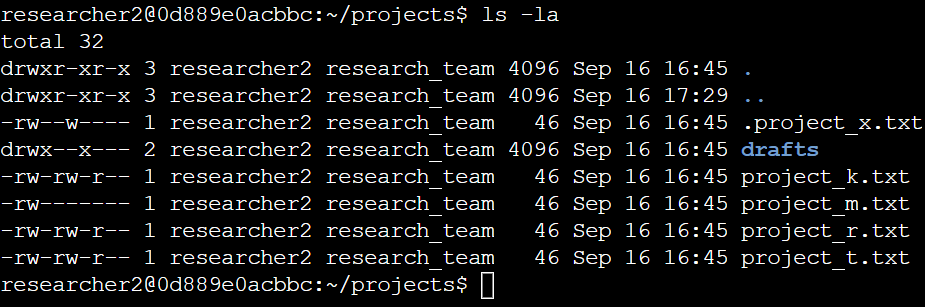 researcher2@0d889e0acbbc:~/projects$ ls -la
total 32
drwxr-xr-x 3 researcher2 research_team 4096 Sep 16 16:45 .
drwxr-xr-x 3 researcher2 research_team 4096 Sep 16 17:29 ..
-rw--w---- 1 researcher2 research_team   46 Sep 16 16:45 .project_x.txt
drwx--x--- 2 researcher2 research_team 4096 Sep 16 16:45 drafts
-rw-rw-r-- 1 researcher2 research_team   46 Sep 16 16:45 project_k.txt
-rw------- 1 researcher2 research_team   46 Sep 16 16:45 project_m.txt
-rw-rw-r-- 1 researcher2 research_team   46 Sep 16 16:45 project_r.txt
-rw-rw-r-- 1 researcher2 research_team   46 Sep 16 16:45 project_t.txt
researcher2@0d889e0acbbc:~/projects$